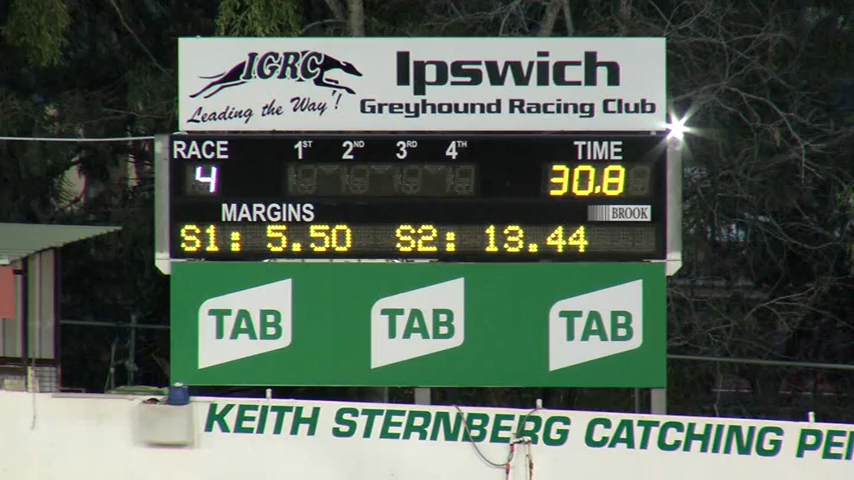 IGRC
Leading the Way!
Ipswich
Greyhound Racing Club
RACE 1ST 2ND 3RD 4TH TIME
4 30.8
MARGINS BROOK
S1: 5.50 S2: 13.44
TAB TAB TAB
KEITH STERNBERG CATCHING PE